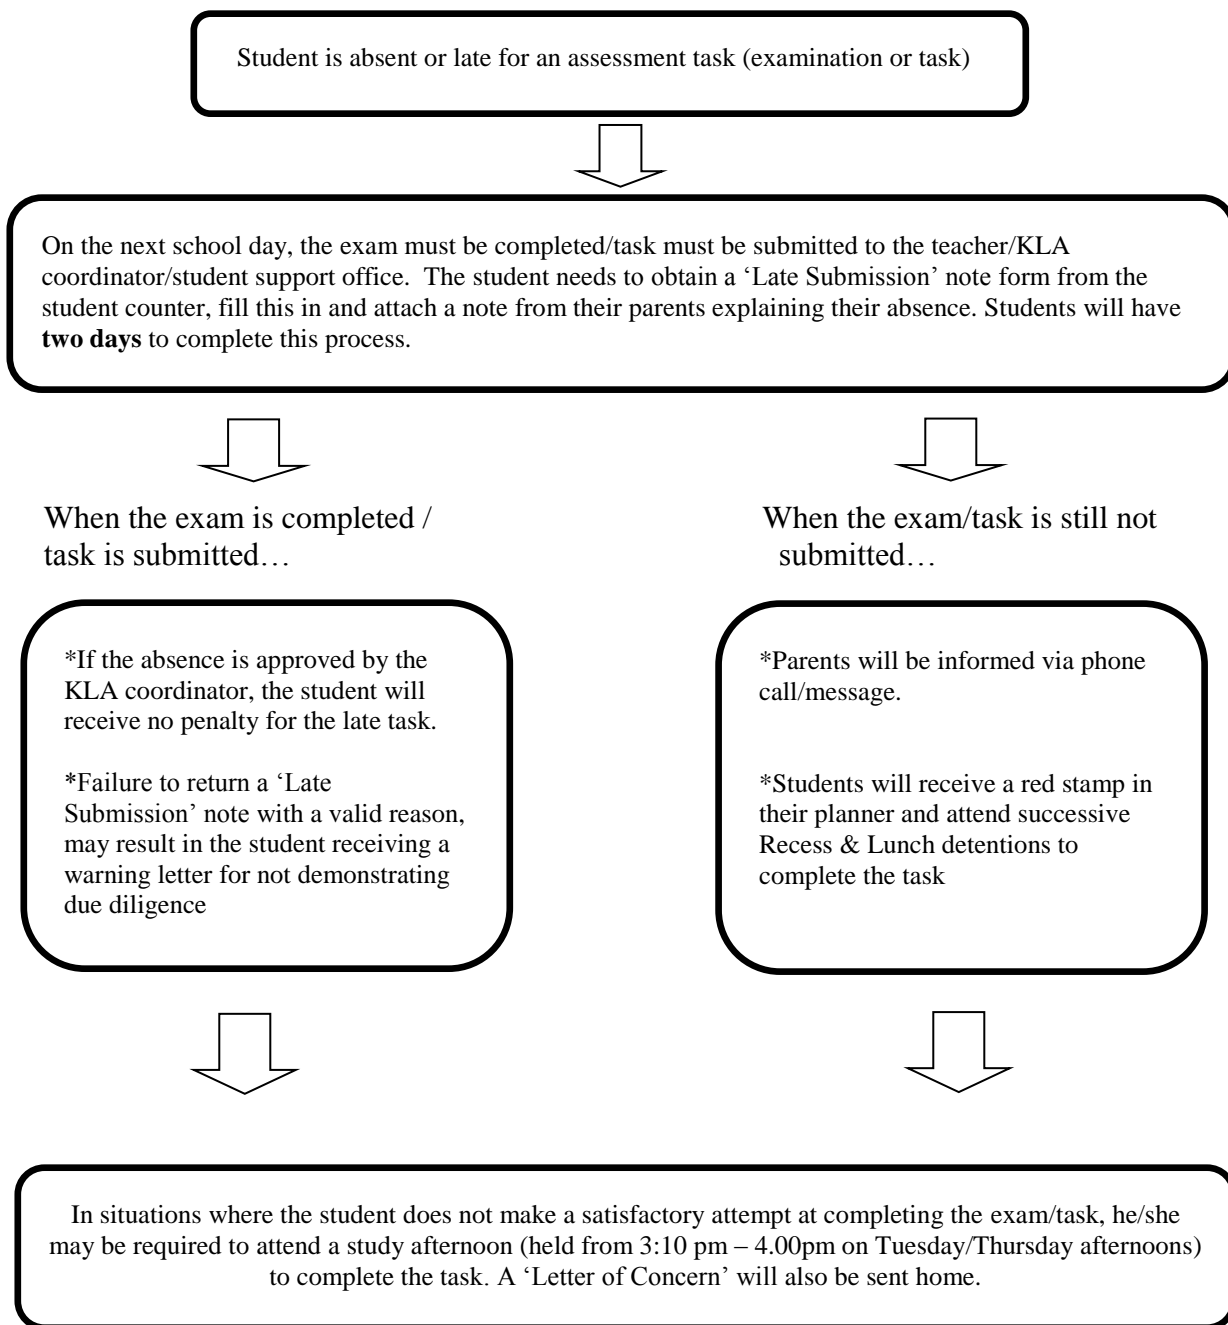 Student is absent or late for an assessment task (examination or task)
On the next school day, the exam must be completed/task must be submitted to the teacher/KLA
coordinator/student support office.  The student needs to obtain a ‘Late Submission’ note form from the
student counter, fill this in and attach a note from their parents explaining their absence. Students will have
two days to complete this process.
When the exam is completed /
task is submitted…
*If the absence is approved by the
KLA coordinator, the student will
receive no penalty for the late task.
*Failure to return a ‘Late
Submission’ note with a valid reason,
may result in the student receiving a
warning letter for not demonstrating
due diligence
When the exam/task is still not
submitted…
*Parents will be informed via phone
call/message.
*Students will receive a red stamp in
their planner and attend successive
Recess & Lunch detentions to
complete the task
In situations where the student does not make a satisfactory attempt at completing the exam/task, he/she
may be required to attend a study afternoon (held from 3:10 pm – 4.00pm on Tuesday/Thursday afternoons)
to complete the task. A ‘Letter of Concern’ will also be sent home.